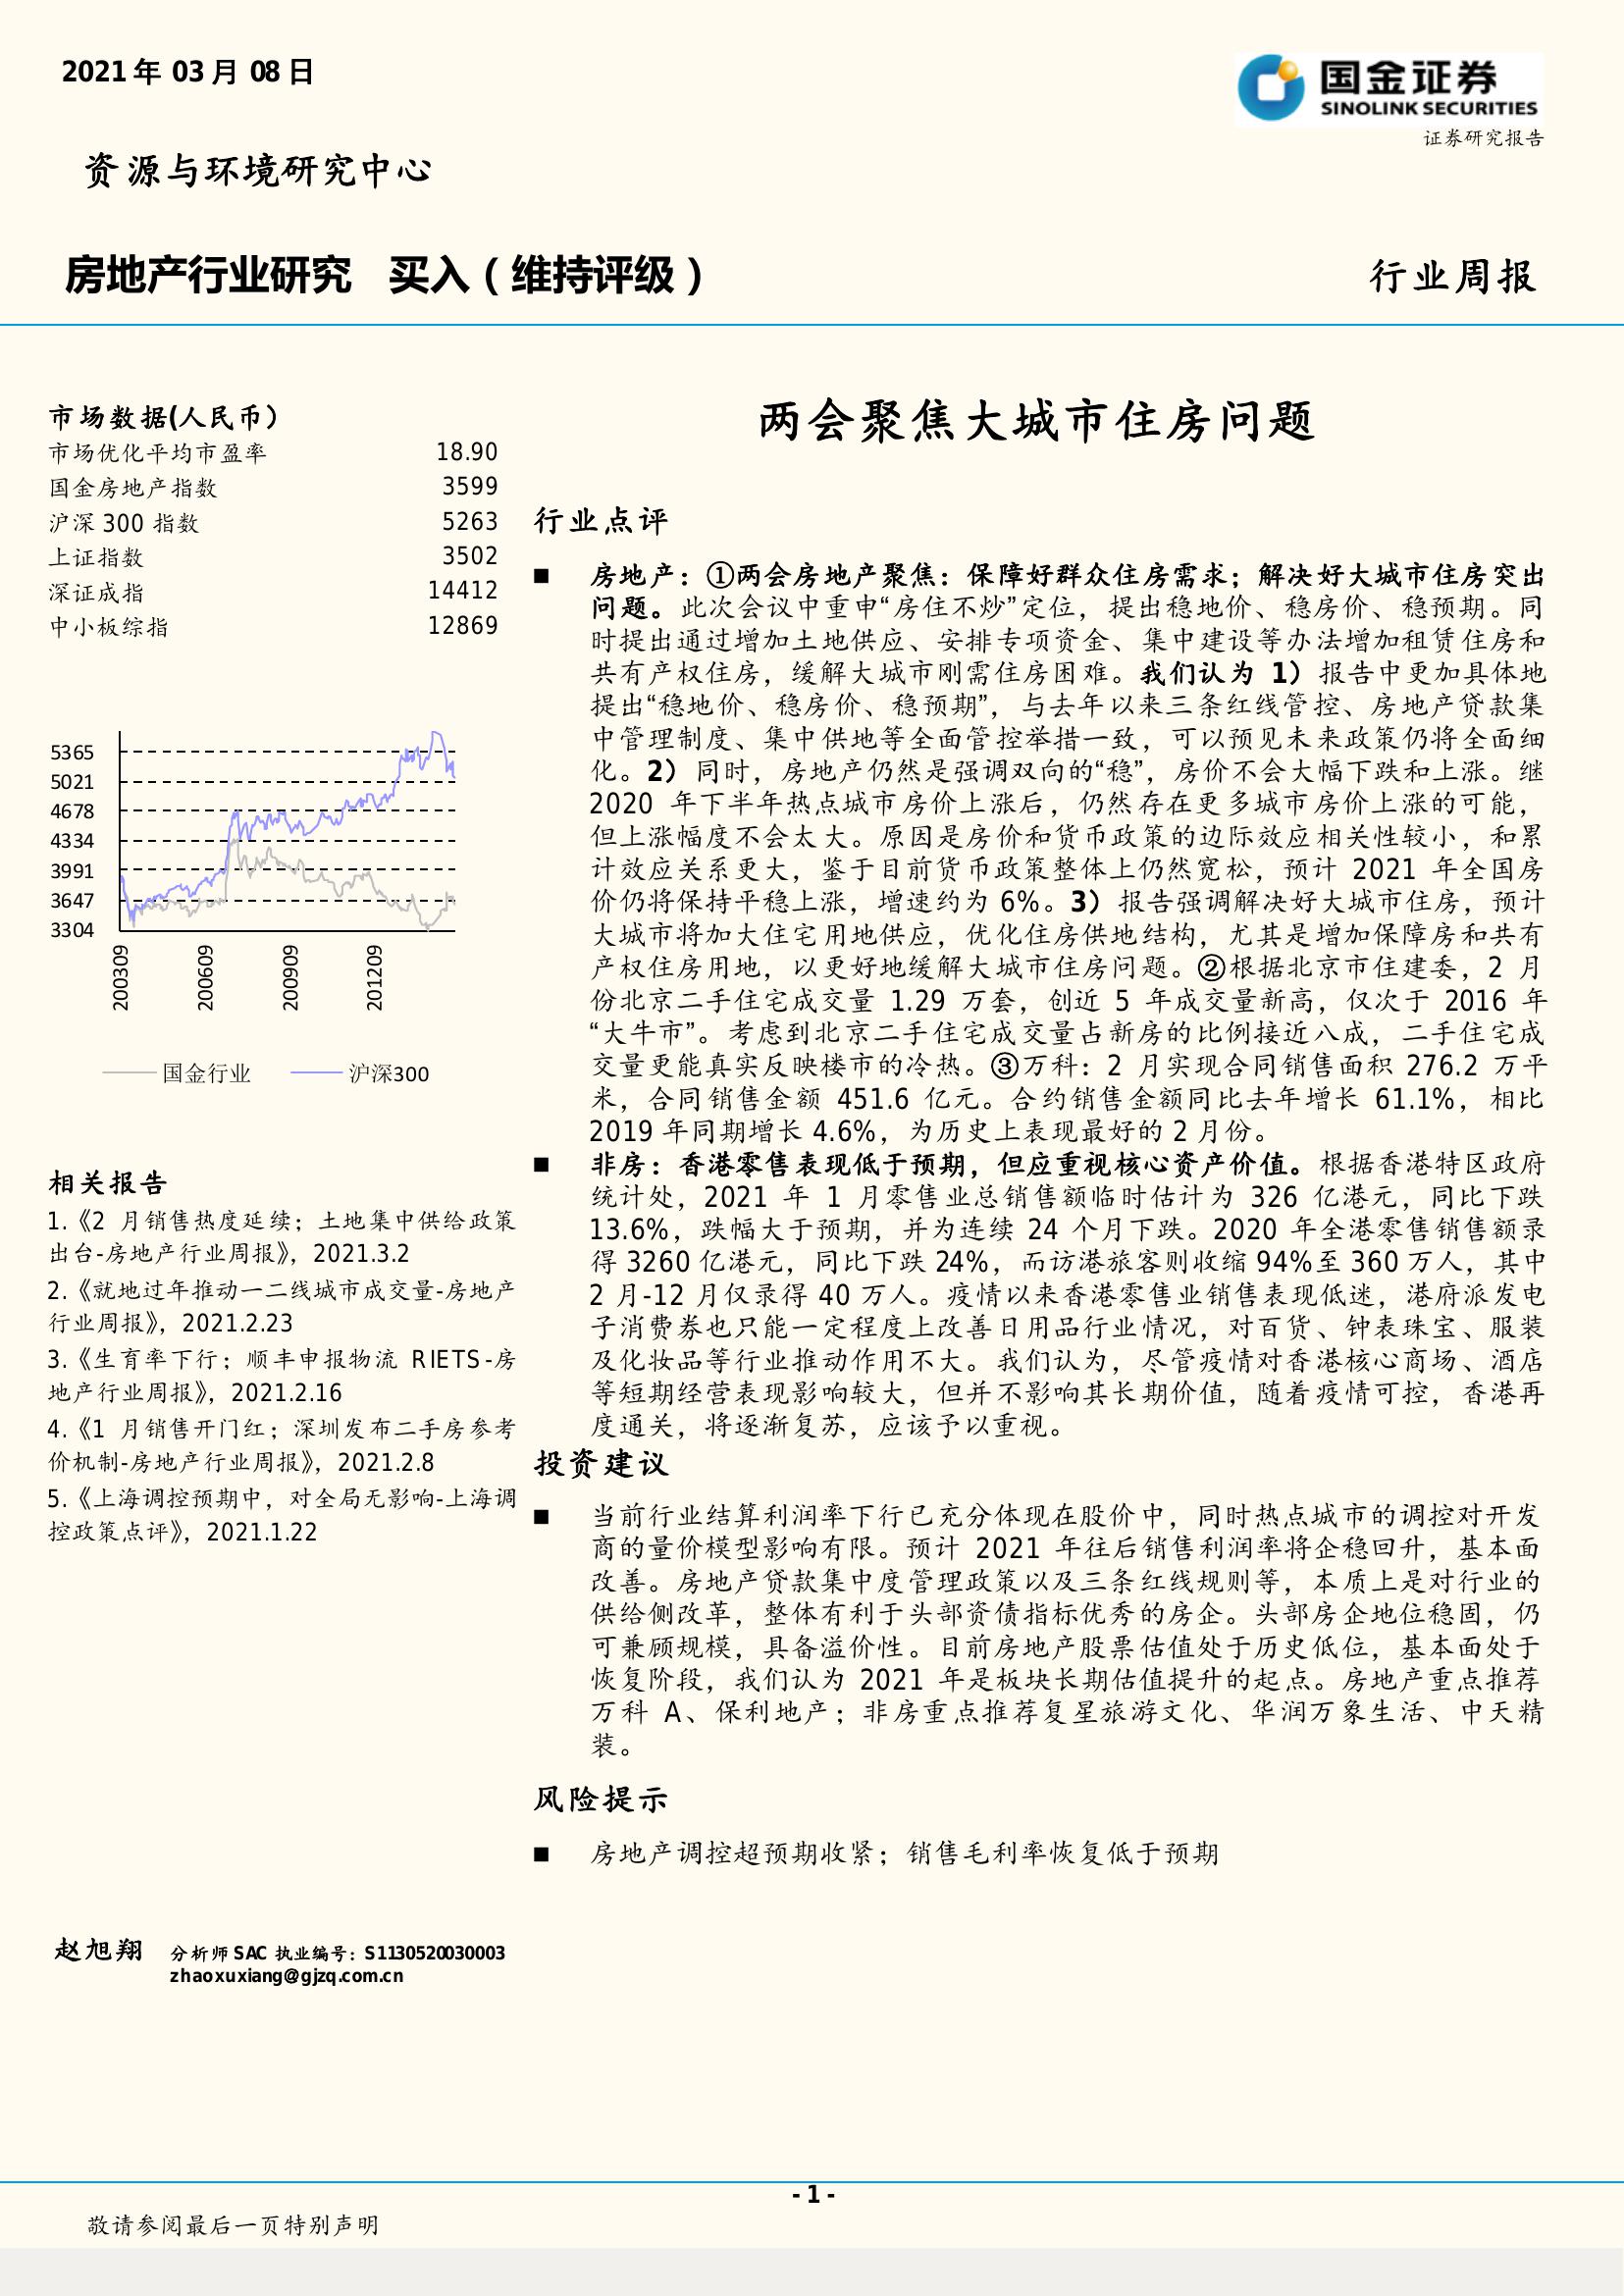 2021 年 03 月 08 日
国金证券
SINOLINK SECURITIES
证券研究报告
资源与环境研究中心
房地产行业研究 买入(维持评级)
行业周报
市场数据(人民币)
市场优化平均市盈率 18.90
国金房地产指数 3599
沪深 300 指数 5263
上证指数 3502
深证成指 14412
中小板综指 12869
5365
5021
4678
4334
3991
3647
3304
200309
200609
200909
201209
国金行业 沪深300
相关报告
1.《2 月销售热度延续;土地集中供给政策
出台-房地产行业周报》,2021.3.2
2.《就地过年推动一二线城市成交量-房地产
行业周报》,2021.2.23
3.《生育率下行;顺丰申报物流 RIETS-房
地产行业周报》,2021.2.16
4.《1 月销售开门红;深圳发布二手房参考
价机制-房地产行业周报》,2021.2.8
5.《上海调控预期中,对全局无影响-上海调
控政策点评》,2021.1.22
赵旭翔 分析师 SAC 执业编号:S1130520030003
zhaoxuxiang@gjzq.com.cn
两会聚焦大城市住房问题
行业点评
■ 房地产:①两会房地产聚焦:保障好群众住房需求;解决好大城市住房突出
问题。此次会议中重申“房住不炒”定位,提出稳地价、稳房价、稳预期。同
时提出通过增加土地供应、安排专项资金、集中建设等办法增加租赁住房和
共有产权住房,缓解大城市刚需住房困难。我们认为 1)报告中更加具体地
提出“稳地价、稳房价、稳预期”,与去年以来三条红线管控、房地产贷款集
中管理制度、集中供地等全面管控举措一致,可以预见未来政策仍将全面细
化。2)同时,房地产仍然是强调双向的“稳”,房价不会大幅下跌和上涨。继
2020 年下半年热点城市房价上涨后,仍然存在更多城市房价上涨的可能,
但上涨幅度不会太大。原因是房价和货币政策的边际效应相关性较小,和累
计效应关系更大,鉴于目前货币政策整体上仍然宽松,预计 2021 年全国房
价仍将保持平稳上涨,增速约为 6%。3)报告强调解决好大城市住房,预计
大城市将加大住宅用地供应,优化住房供地结构,尤其是增加保障房和共有
产权住房用地,以更好地缓解大城市住房问题。②根据北京市住建委,2 月
份北京二手住宅成交量 1.29 万套,创近 5 年成交量新高,仅次于 2016 年
“大牛市”。考虑到北京二手住宅成交量占新房的比例接近八成,二手住宅成
交量更能真实反映楼市的冷热。③万科:2 月实现合同销售面积 276.2 万平
米,合同销售金额 451.6 亿元。合约销售金额同比去年增长 61.1%,相比
2019 年同期增长 4.6%,为历史上表现最好的 2 月份。
■ 非房:香港零售表现低于预期,但应重视核心资产价值。根据香港特区政府
统计处,2021 年 1 月零售业总销售额临时估计为 326 亿港元,同比下跌
13.6%,跌幅大于预期,并为连续 24 个月下跌。2020 年全港零售销售额录
得 3260 亿港元,同比下跌 24%,而访港旅客则收缩 94%至 360 万人,其中
2 月-12 月仅录得 40 万人。疫情以来香港零售业销售表现低迷,港府派发电
子消费券也只能一定程度上改善日用品行业情况,对百货、钟表珠宝、服装
及化妆品等行业推动作用不大。我们认为,尽管疫情对香港核心商场、酒店
等短期经营表现影响较大,但并不影响其长期价值,随着疫情可控,香港再
度通关,将逐渐复苏,应该予以重视。
投资建议
■ 当前行业结算利润率下行已充分体现在股价中,同时热点城市的调控对开发
商的量价模型影响有限。预计 2021 年往后销售利润率将企稳回升,基本面
改善。房地产贷款集中度管理政策以及三条红线规则等,本质上是对行业的
供给侧改革,整体有利于头部资债指标优秀的房企。头部房企地位稳固,仍
可兼顾规模,具备溢价性。目前房地产股票估值处于历史低位,基本面处于
恢复阶段,我们认为 2021 年是板块长期估值提升的起点。房地产重点推荐
万科 A、保利地产;非房重点推荐复星旅游文化、华润万象生活、中天精
装。
风险提示
■ 房地产调控超预期收紧;销售毛利率恢复低于预期
- 1 -
敬请参阅最后一页特别声明